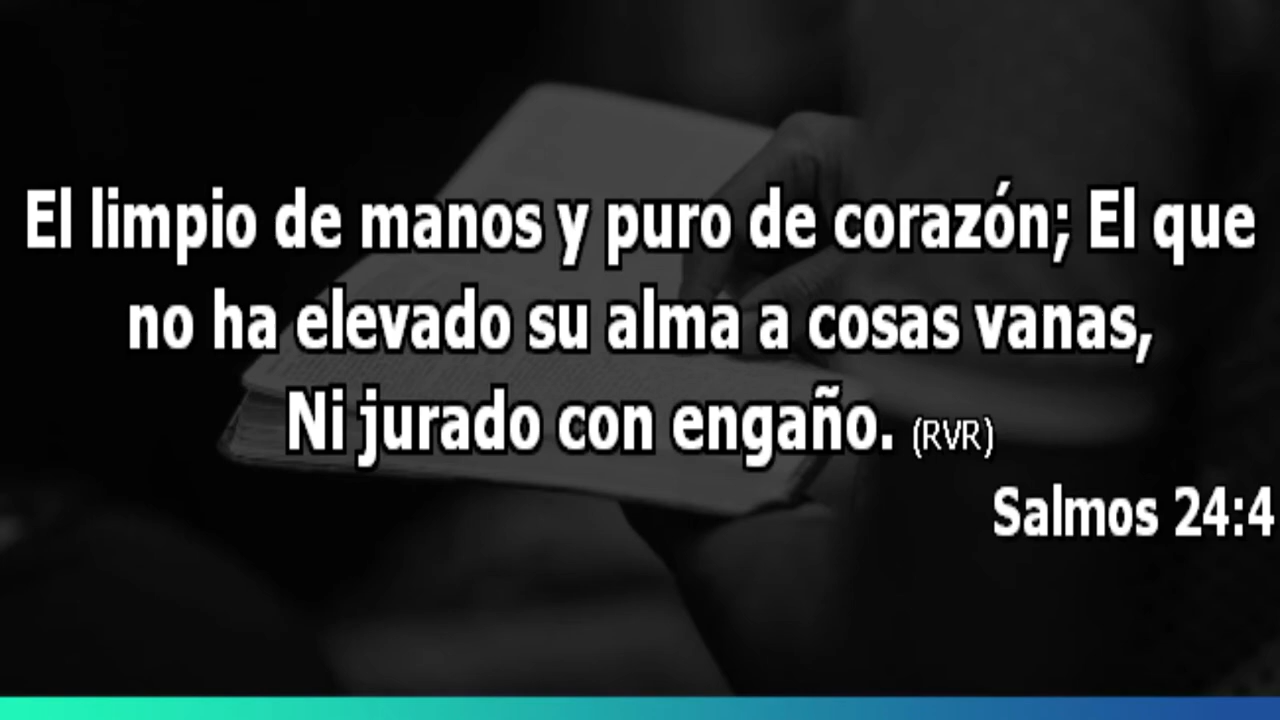 El limpio de manos y puro de corazón; El que
no ha elevado su alma a cosas vanas,
Ni jurado con engaño. (RVR)
Salmos 24:4